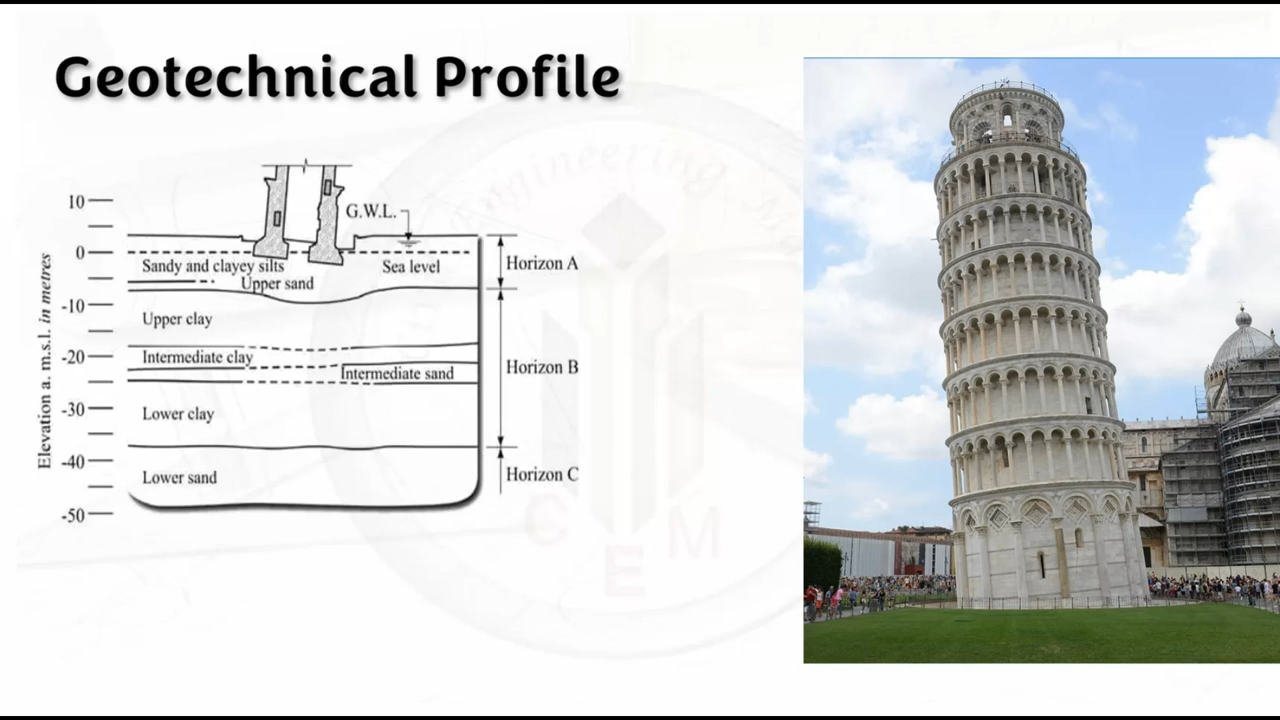 Geotechnical Profile
G.W.L.
10
0
-10
-20
-30
-40
-50
Elevation a. m.s.l. in metres
Sandy and clayey silts
Sea level
Upper sand
Upper clay
Intermediate clay
Intermediate sand
Lower clay
Lower sand
Horizon A
Horizon B
Horizon C
Engineering
C
E
M